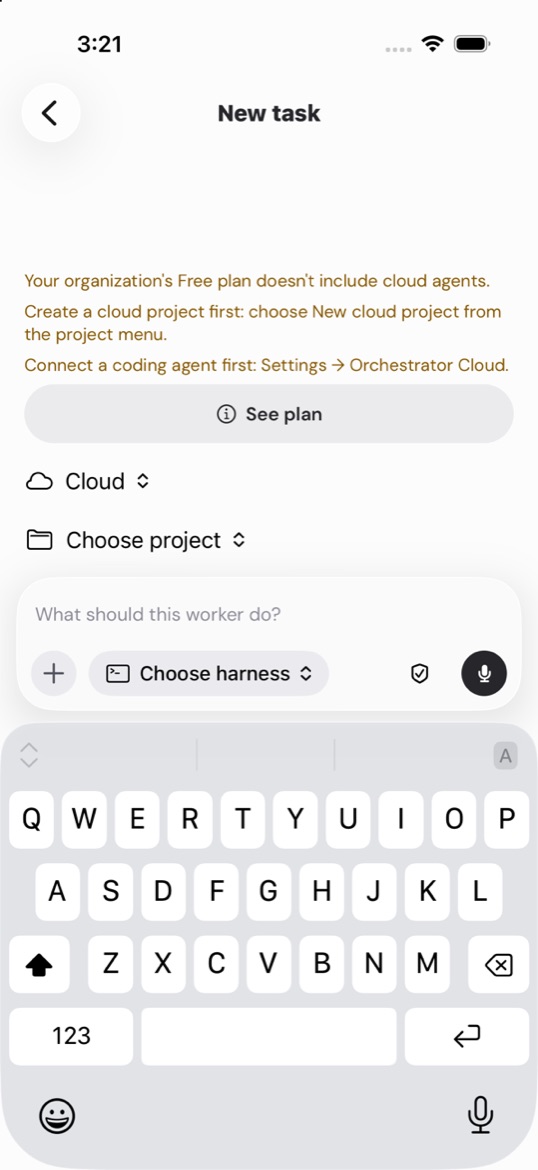 3:21
New task
Your organization's Free plan doesn't include cloud agents.
Create a cloud project first: choose New cloud project from
the project menu.
Connect a coding agent first: Settings → Orchestrator Cloud.
See plan
Cloud
Choose project
What should this worker do?
Choose harness
A
Q W E R T Y U I O P
A S D F G H J K L
Z X C V B N M
123